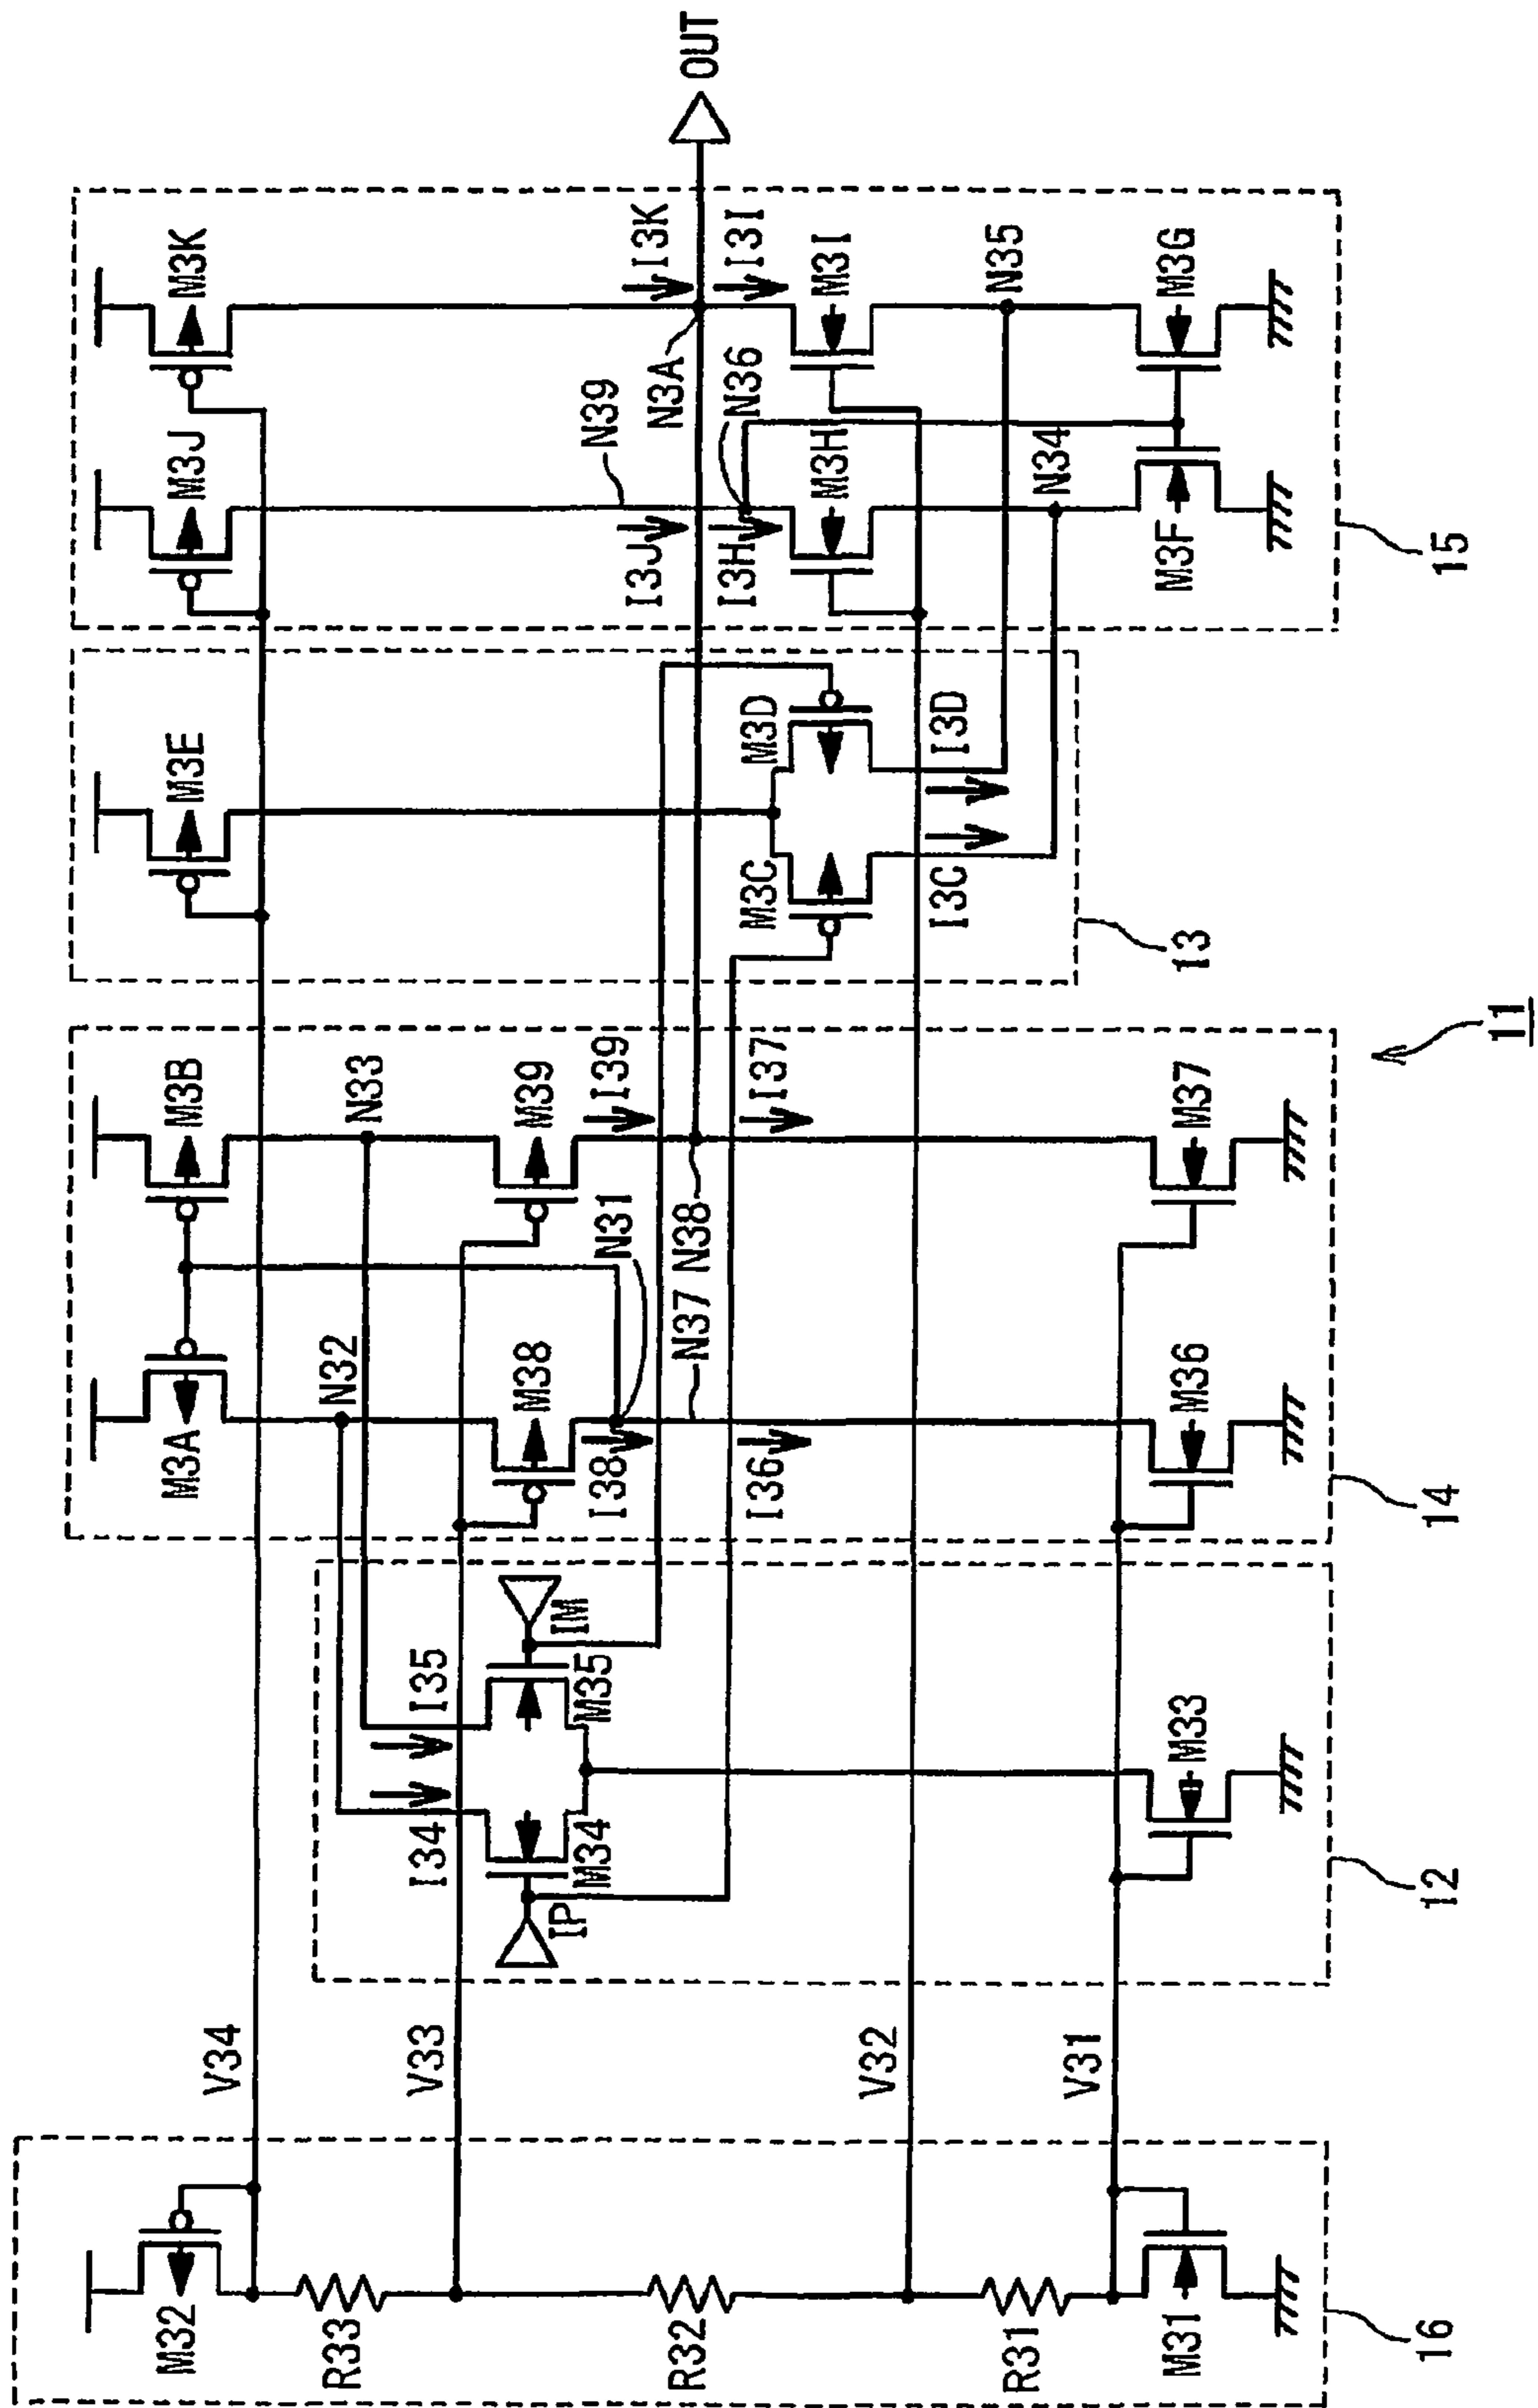 M32
R33
R32
R31
M31
16
V34
V33
V32
V31
IP
I34
M34
I35
M35
IM
M33
12
M3A
N32
M38
I38
I36
M36
N31
N37
N38
M3B
N33
M39
I39
I37
M37
14
11
M3E
M3C
M3D
I3C
I3D
13
M3J
M3K
N39
I3J
I3H
N3A
N36
I3K
I3I
M3H
M3I
N34
N35
M3F
M3G
15
OUT